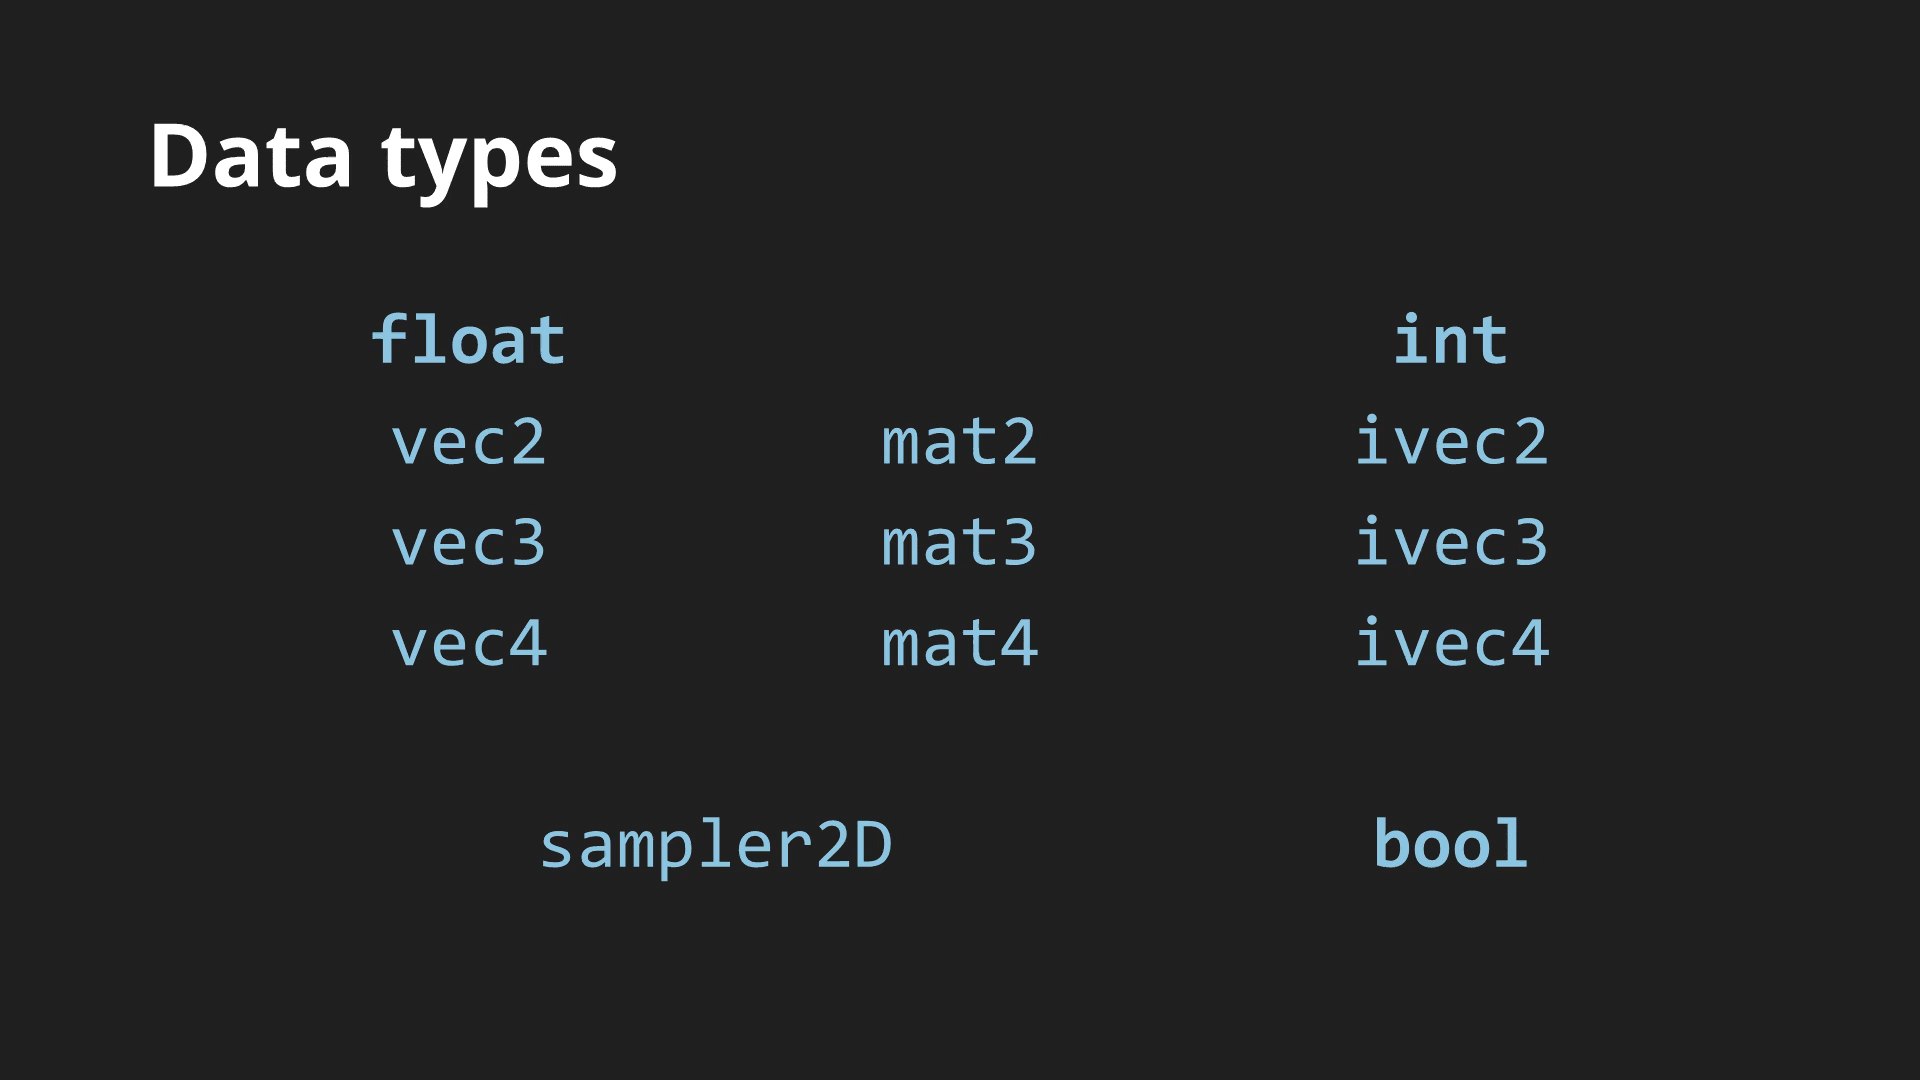 Data types
float int
vec2 mat2 ivec2
vec3 mat3 ivec3
vec4 mat4 ivec4
sampler2D bool